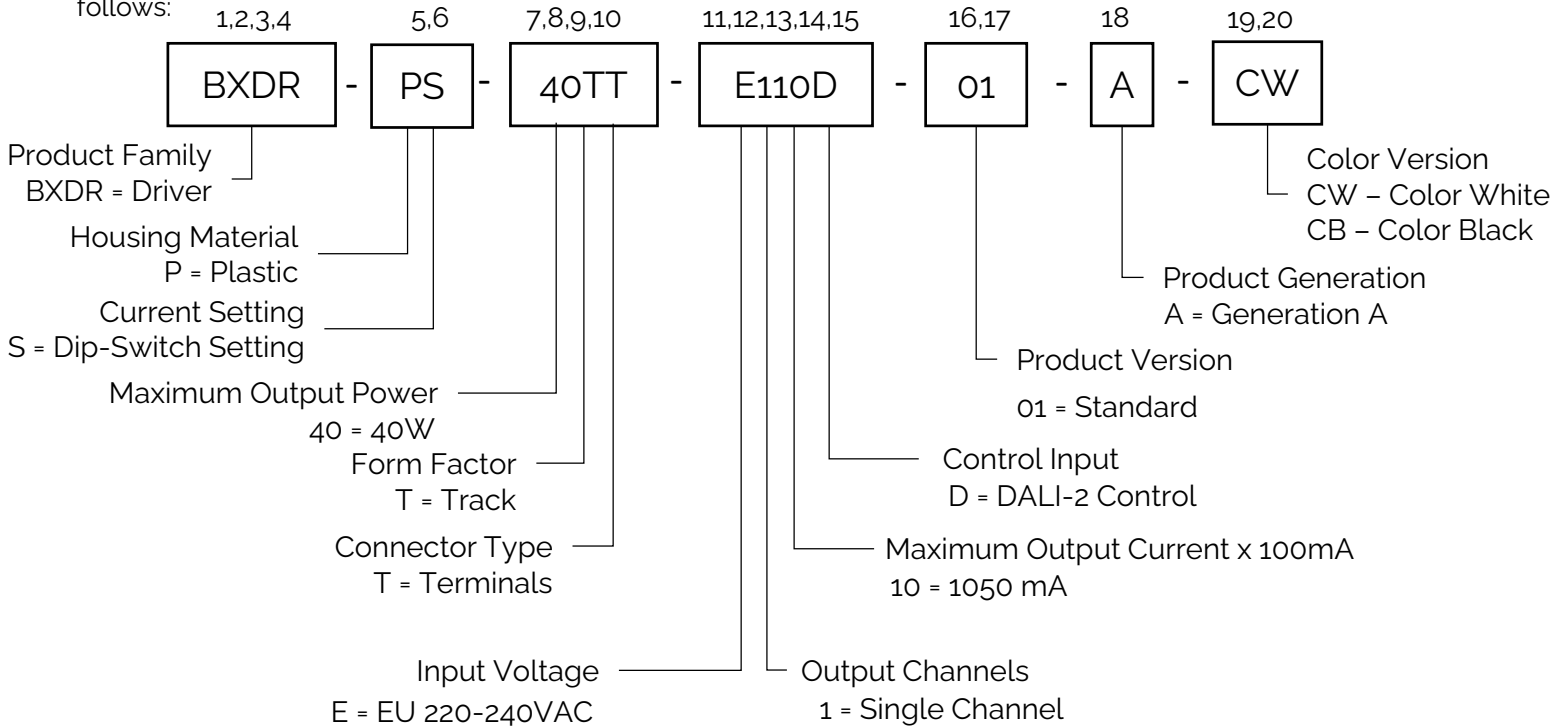 follows:
1,2,3,4 5,6 7,8,9,10 11,12,13,14,15 16,17 18 19,20
BXDR - PS - 40TT - E110D - 01 - A - CW
Product Family
BXDR = Driver
Housing Material
P = Plastic
Current Setting
S = Dip-Switch Setting
Maximum Output Power
40 = 40W
Form Factor
T = Track
Connector Type
T = Terminals
Input Voltage
E = EU 220-240VAC
Output Channels
1 = Single Channel
Maximum Output Current x 100mA
10 = 1050 mA
Control Input
D = DALI-2 Control
Product Version
01 = Standard
Product Generation
A = Generation A
Color Version
CW – Color White
CB – Color Black